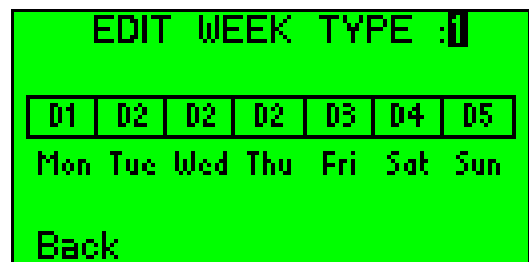 EDIT WEEK TYPE :1
D1 D2 D2 D2 D3 D4 D5
Mon Tue Wed Thu Fri Sat Sun
Back